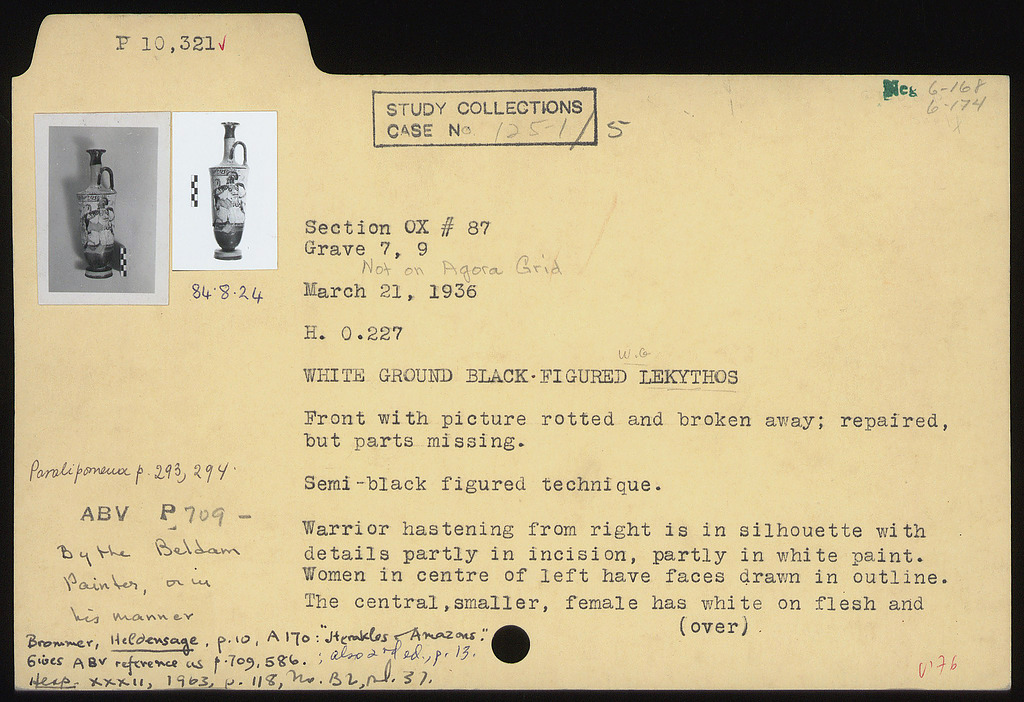 P 10,321✓
Neg 6-168
6-174
x
STUDY COLLECTIONS
CASE No 125-1/5
84·8·24
Section OX # 87
Grave 7, 9
Not on Agora Grid
March 21, 1936
H. 0.227
W.G
WHITE GROUND BLACK-FIGURED LEKYTHOS
Front with picture rotted and broken away; repaired,
but parts missing.
Semi-black figured technique.
Warrior hastening from right is in silhouette with
details partly in incision, partly in white paint.
Women in centre of left have faces drawn in outline.
The central,smaller, female has white on flesh and
(over).
Paralipomena p. 293, 294.
ABV P 709 -
By the Beldam
Painter, or in
his manner
Brommer, Heldensage, p.10, A170: "Herakles & Amazons."
Gives ABV reference as p.709,586. ; also 2nd ed., p. 13.
Hesp. XXXII, 1963, p. 118, No. B2, pl. 37.
V·76